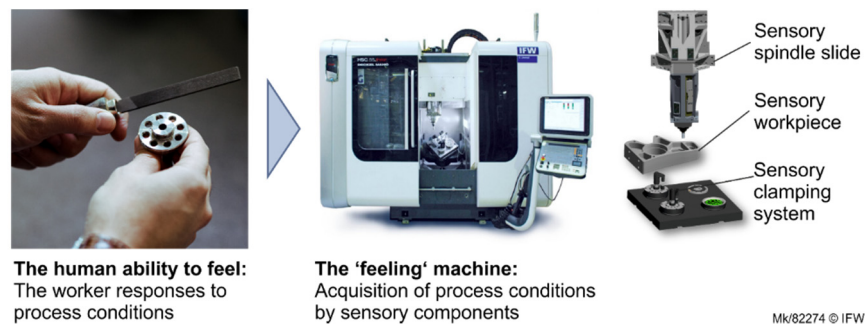 The human ability to feel:
The worker responses to
process conditions
IFW
The ‘feeling‘ machine:
Acquisition of process conditions
by sensory components
Sensory
spindle slide
Sensory
workpiece
Sensory
clamping
system
Mk/82274 © IFW